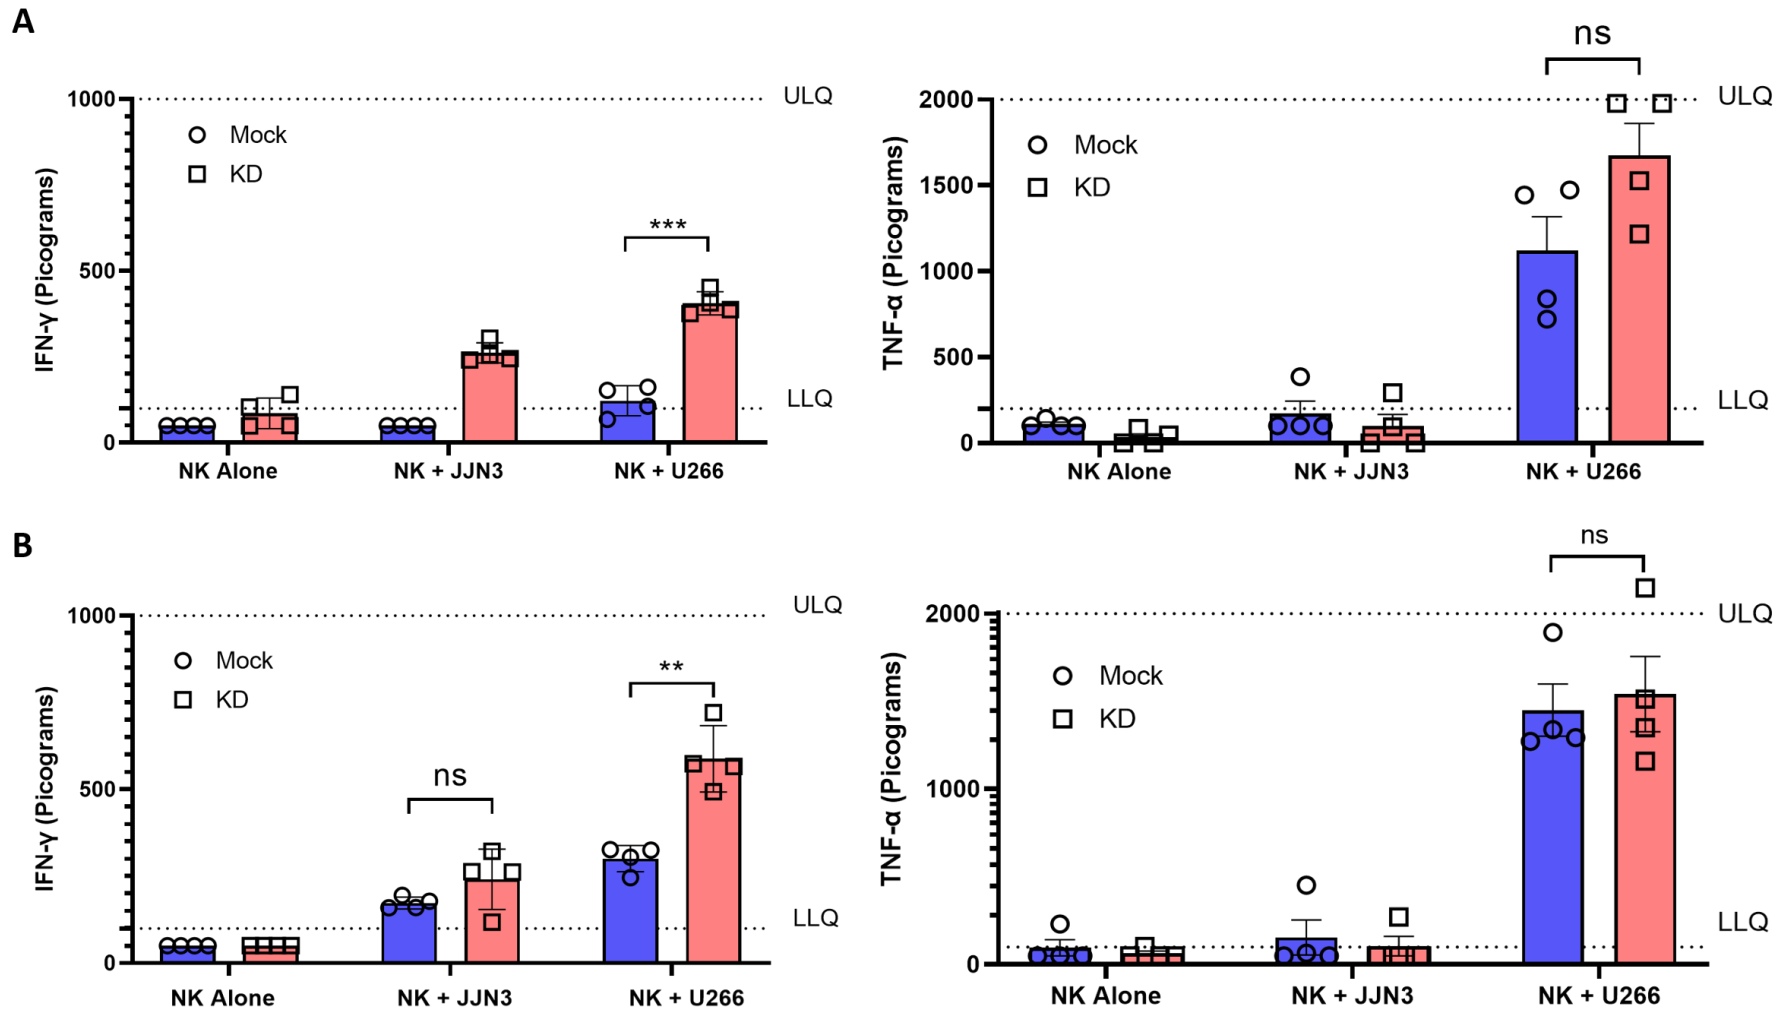 A
IFN-γ (Picograms)
1000
500
0
Mock
KD
***
ULQ
LLQ
NK Alone
NK + JJN3
NK + U266
TNF-α (Picograms)
2000
1500
1000
500
0
Mock
KD
ns
ULQ
LLQ
NK Alone
NK + JJN3
NK + U266
B
IFN-γ (Picograms)
1000
500
0
Mock
KD
ns
**
ULQ
LLQ
NK Alone
NK + JJN3
NK + U266
TNF-α (Picograms)
2000
1000
0
Mock
KD
ns
ULQ
LLQ
NK Alone
NK + JJN3
NK + U266